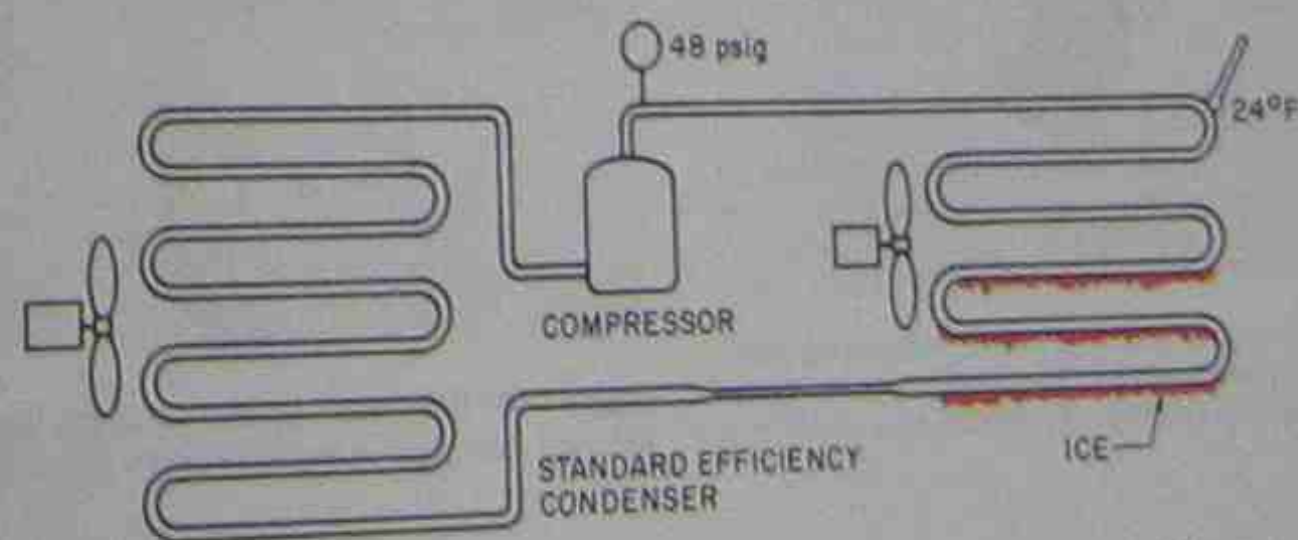 48 psig
24°F
COMPRESSOR
STANDARD EFFICIENCY
CONDENSER
ICE